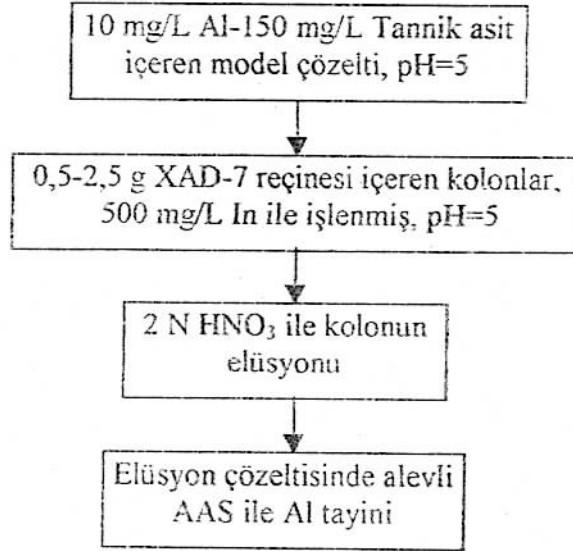 10 mg/L Al-150 mg/L Tannik asit
içeren model çözelti, pH=5
0,5-2,5 g XAD-7 reçinesi içeren kolonlar,
500 mg/L In ile işlenmiş, pH=5
2 N HNO₃ ile kolonun
elüsyonu
Elüsyon çözeltisinde alevli
AAS ile Al tayini